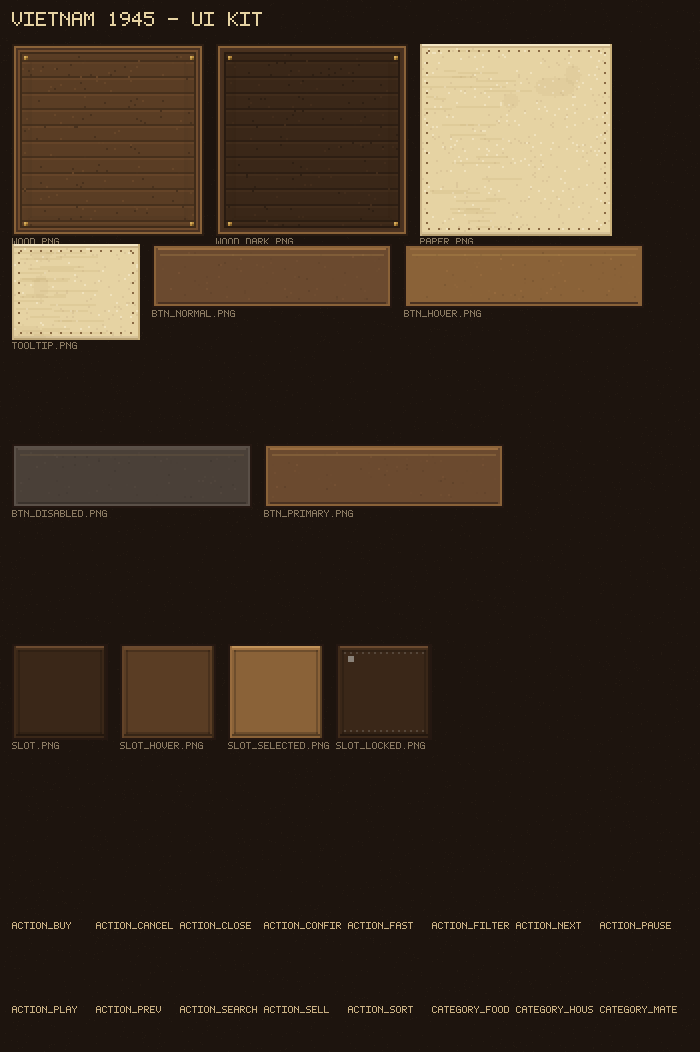 VIETNAM 1945 - UI KIT
WOOD.PNG WOOD_DARK.PNG PAPER.PNG
BTN_NORMAL.PNG BTN_HOVER.PNG
TOOLTIP.PNG
BTN_DISABLED.PNG BTN_PRIMARY.PNG
SLOT.PNG SLOT_HOVER.PNG SLOT_SELECTED.PNG SLOT_LOCKED.PNG
ACTION_BUY ACTION_CANCEL ACTION_CLOSE ACTION_CONFIR ACTION_FAST ACTION_FILTER ACTION_NEXT ACTION_PAUSE
ACTION_PLAY ACTION_PREV ACTION_SEARCH ACTION_SELL ACTION_SORT CATEGORY_FOOD CATEGORY_HOUS CATEGORY_MATE